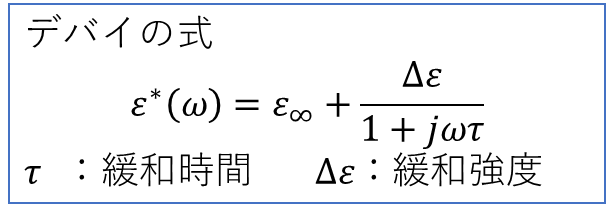 デバイの式
ε*(ω) = ε∞ + Δε / (1 + jωτ)
τ ：緩和時間　　Δε：緩和強度